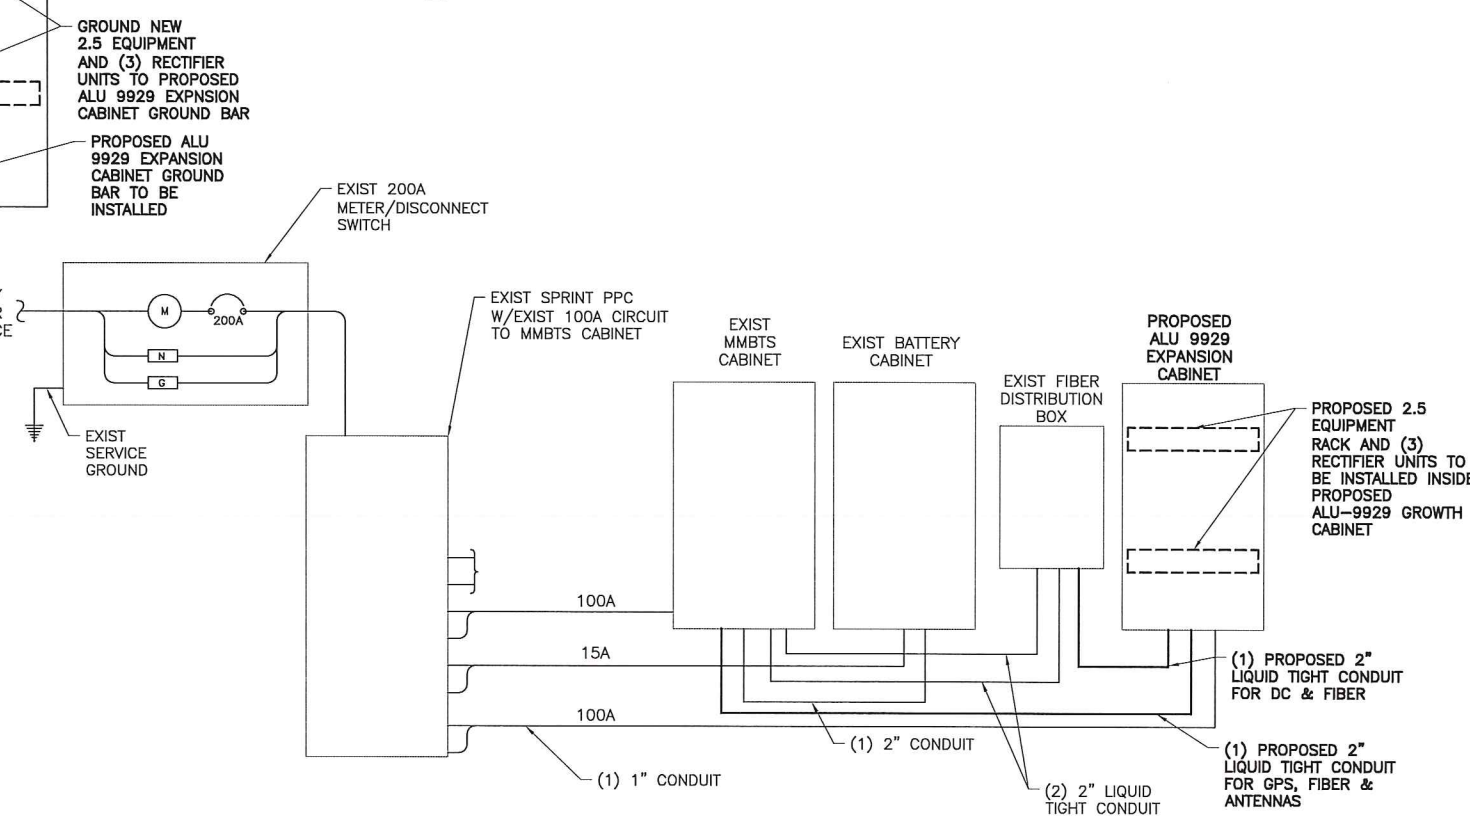 GROUND NEW
2.5 EQUIPMENT
AND (3) RECTIFIER
UNITS TO PROPOSED
ALU 9929 EXPNSION
CABINET GROUND BAR
PROPOSED ALU
9929 EXPANSION
CABINET GROUND
BAR TO BE
INSTALLED
EXIST 200A
METER/DISCONNECT
SWITCH
M
200A
N
G
EXIST
SERVICE
GROUND
EXIST SPRINT PPC
W/EXIST 100A CIRCUIT
TO MMBTS CABINET
EXIST
MMBTS
CABINET
EXIST BATTERY
CABINET
EXIST FIBER
DISTRIBUTION
BOX
PROPOSED
ALU 9929
EXPANSION
CABINET
PROPOSED 2.5
EQUIPMENT
RACK AND (3)
RECTIFIER UNITS TO
BE INSTALLED INSIDE
PROPOSED
ALU-9929 GROWTH
CABINET
100A
15A
100A
(1) PROPOSED 2"
LIQUID TIGHT CONDUIT
FOR DC & FIBER
(1) 2" CONDUIT
(1) 1" CONDUIT
(2) 2" LIQUID
TIGHT CONDUIT
(1) PROPOSED 2"
LIQUID TIGHT CONDUIT
FOR GPS, FIBER &
ANTENNAS